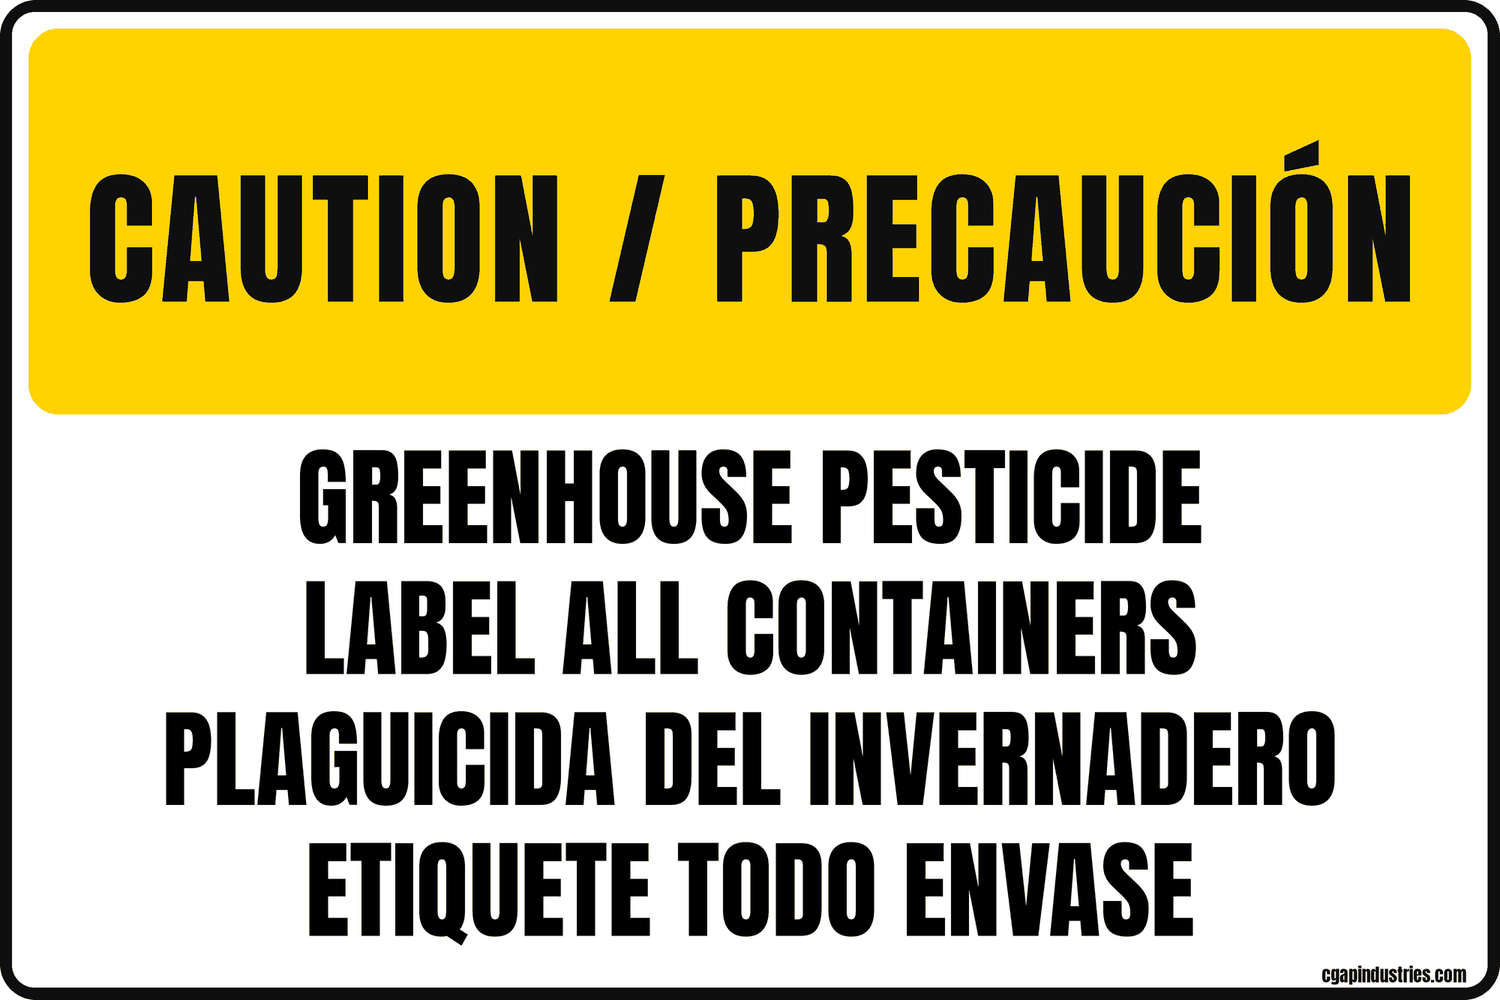 CAUTION / PRECAUCIÓN
GREENHOUSE PESTICIDE
LABEL ALL CONTAINERS
PLAGUICIDA DEL INVERNADERO
ETIQUETE TODO ENVASE
cgapindustries.com